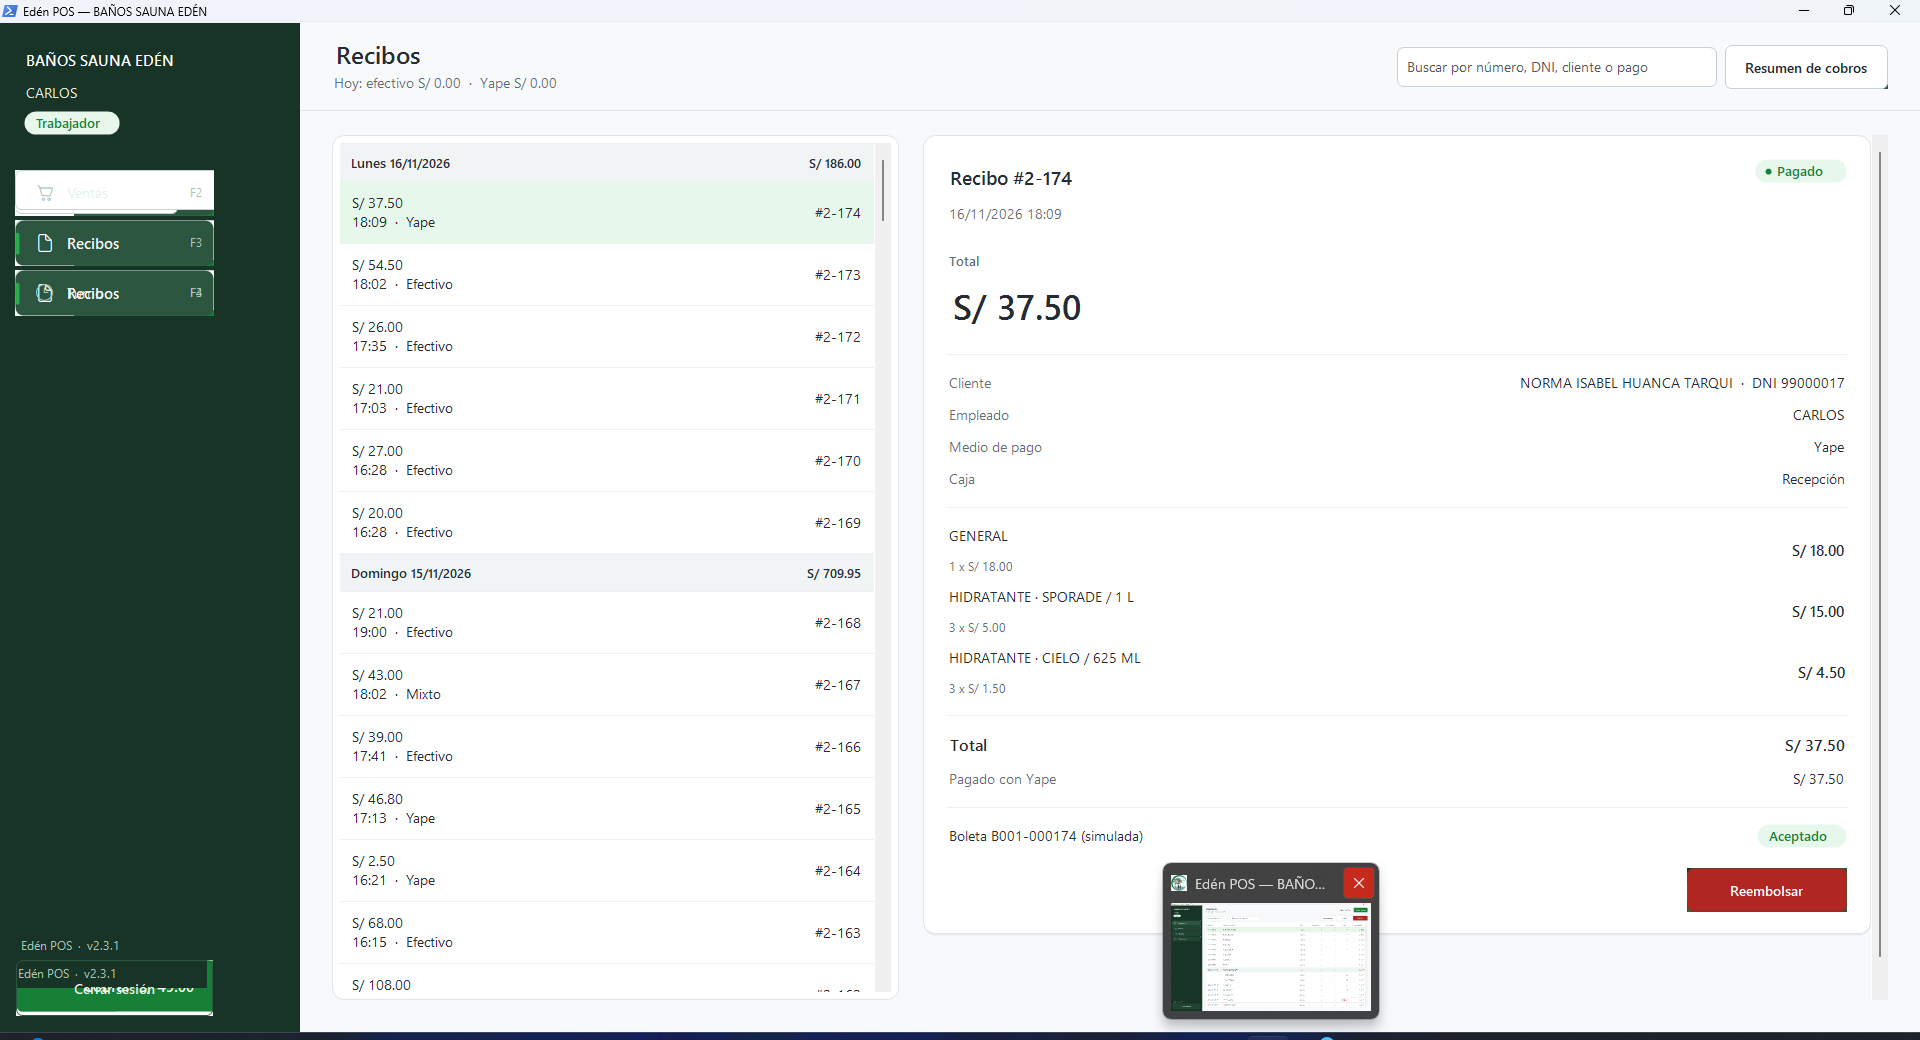 Edén POS — BAÑOS SAUNA EDÉN
BAÑOS SAUNA EDÉN
CARLOS
Trabajador
Ventas F2
Recibos F3
Recibos
Edén POS · v2.3.1
Edén POS · v2.3.1
Cerrar sesión
Recibos
Hoy: efectivo S/ 0.00 · Yape S/ 0.00
Buscar por número, DNI, cliente o pago
Resumen de cobros
Lunes 16/11/2026 S/ 186.00
S/ 37.50
18:09 · Yape #2-174
S/ 54.50
18:02 · Efectivo #2-173
S/ 26.00
17:35 · Efectivo #2-172
S/ 21.00
17:03 · Efectivo #2-171
S/ 27.00
16:28 · Efectivo #2-170
S/ 20.00
16:28 · Efectivo #2-169
Domingo 15/11/2026 S/ 709.95
S/ 21.00
19:00 · Efectivo #2-168
S/ 43.00
18:02 · Mixto #2-167
S/ 39.00
17:41 · Efectivo #2-166
S/ 46.80
17:13 · Yape #2-165
S/ 2.50
16:21 · Yape #2-164
S/ 68.00
16:15 · Efectivo #2-163
S/ 108.00
Recibo #2-174
Pagado
16/11/2026 18:09
Total
S/ 37.50
Cliente NORMA ISABEL HUANCA TARQUI · DNI 99000017
Empleado CARLOS
Medio de pago Yape
Caja Recepción
GENERAL
1 x S/ 18.00 S/ 18.00
HIDRATANTE · SPORADE / 1 L
3 x S/ 5.00 S/ 15.00
HIDRATANTE · CIELO / 625 ML
3 x S/ 1.50 S/ 4.50
Total S/ 37.50
Pagado con Yape S/ 37.50
Boleta B001-000174 (simulada) Aceptado
Reembolsar
Edén POS — BAÑO...